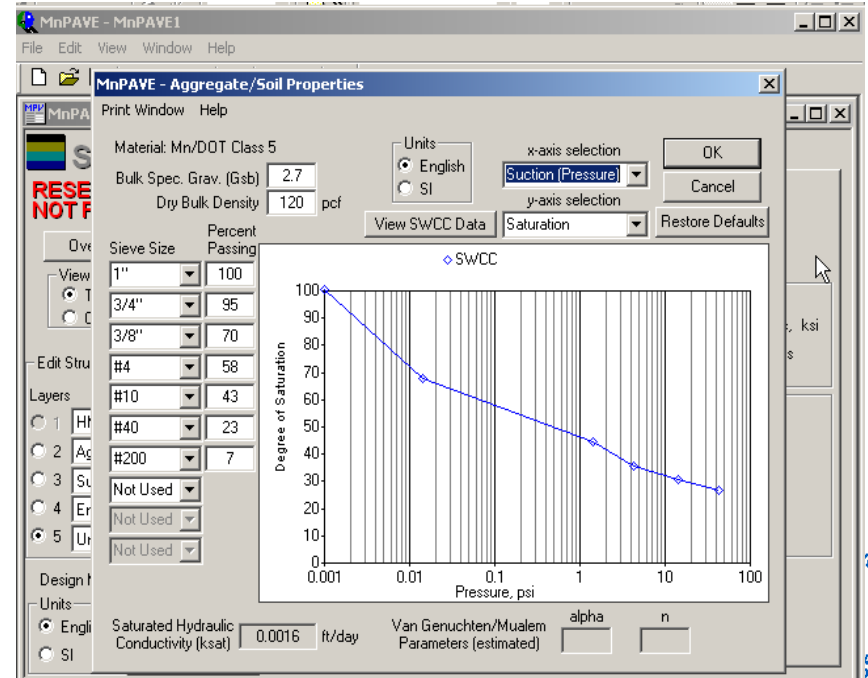 MnPAVE - MnPAVE1
File Edit View Window Help
MnPAVE - Aggregate/Soil Properties
Print Window Help
Material: Mn/DOT Class 5
Bulk Spec. Grav. (Gsb) 2.7
Dry Bulk Density 120 pcf
Units
English
SI
x-axis selection
Suction (Pressure)
y-axis selection
View SWCC Data Saturation
OK
Cancel
Restore Defaults
Sieve Size Percent Passing
1" 100
3/4" 95
3/8" 70
#4 58
#10 43
#40 23
#200 7
Not Used
Not Used
Not Used
SWCC
Degree of Saturation
100
90
80
70
60
50
40
30
20
10
0
0.001 0.01 0.1 1 10 100
Pressure, psi
Saturated Hydraulic Conductivity (ksat) 0.0016 ft/day
Van Genuchten/Mualem Parameters (estimated)
alpha n
MnPA
S
RESE
NOT F
Ove
View
Edit Stru
Layers
1
2
3
4
5
Design
Units
Engli
SI
, ksi
s